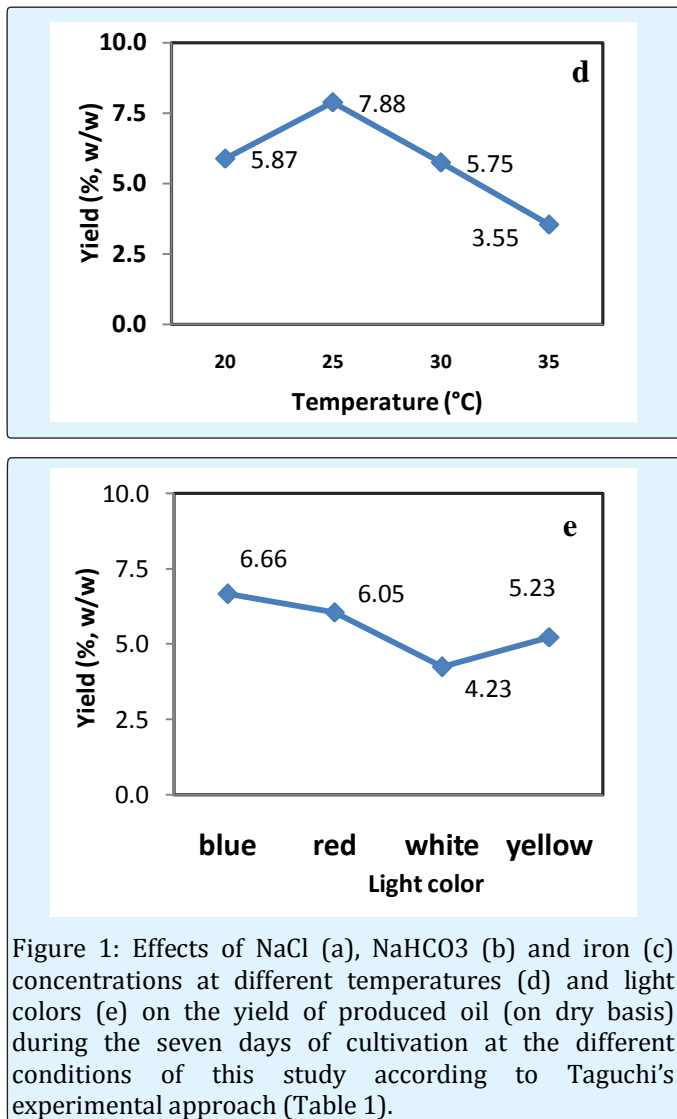 d
10.0
7.5
5.0
2.5
0.0
Yield (%, w/w)
5.87
7.88
5.75
3.55
20 25 30 35
Temperature (°C)
e
10.0
7.5
5.0
2.5
0.0
Yield (%, w/w)
6.66
6.05
4.23
5.23
blue red white yellow
Light color
Figure 1: Effects of NaCl (a), NaHCO3 (b) and iron (c)
concentrations at different temperatures (d) and light
colors (e) on the yield of produced oil (on dry basis)
during the seven days of cultivation at the different
conditions of this study according to Taguchi’s
experimental approach (Table 1).